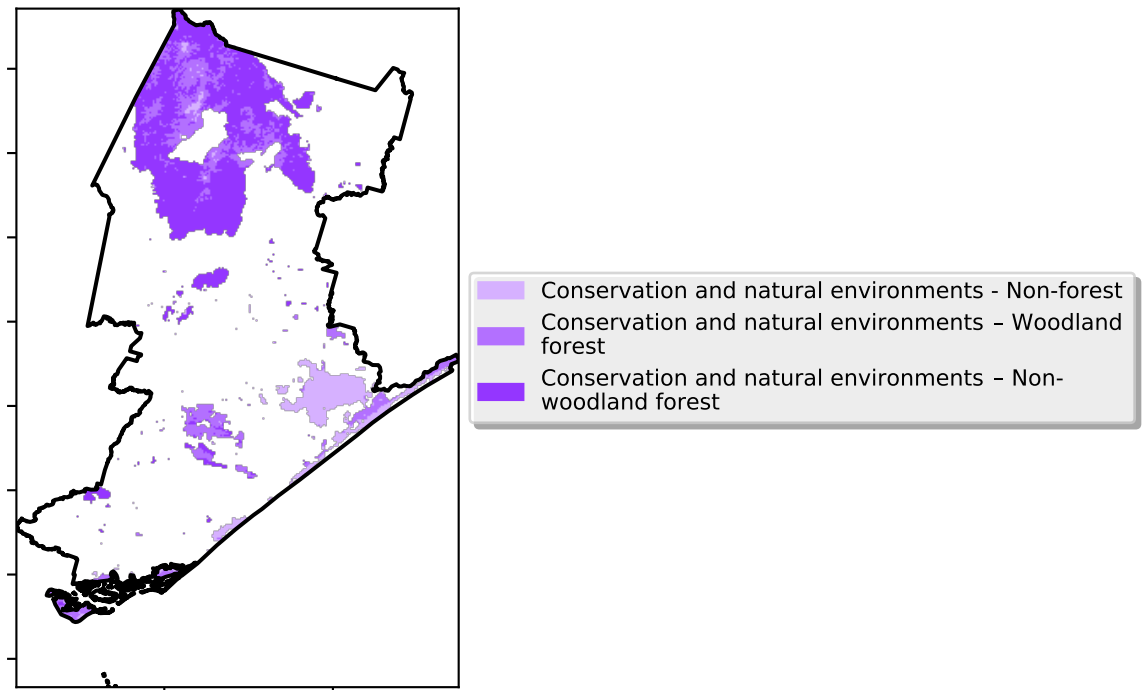 Conservation and natural environments - Non-forest
Conservation and natural environments – Woodland
forest
Conservation and natural environments – Non-
woodland forest